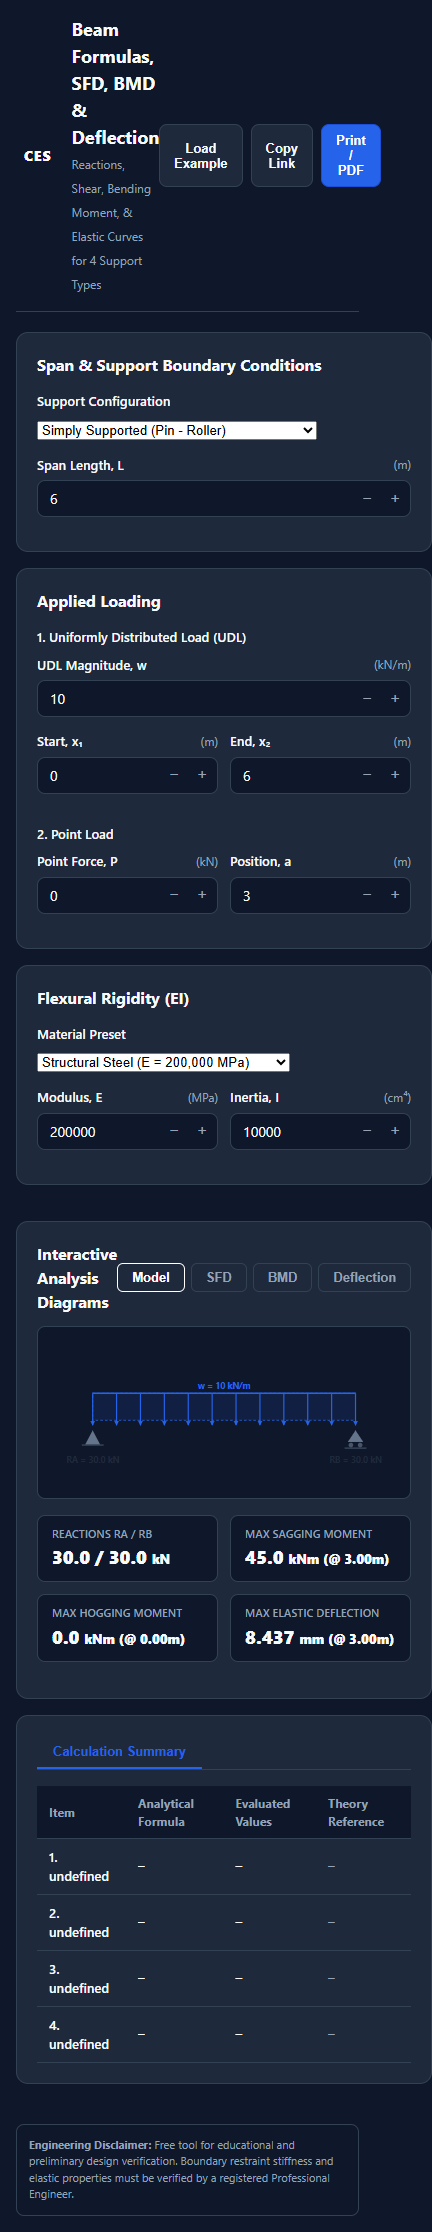 CES
Beam
Formulas,
SFD, BMD
&
Deflection
Reactions,
Shear, Bending
Moment, &
Elastic Curves
for 4 Support
Types
Load
Example
Copy
Link
Print
/
PDF
Span & Support Boundary Conditions
Support Configuration
Simply Supported (Pin - Roller)
Span Length, L (m)
6 − +
Applied Loading
1. Uniformly Distributed Load (UDL)
UDL Magnitude, w (kN/m)
10 − +
Start, x₁ (m) End, x₂ (m)
0 − + 6 − +
2. Point Load
Point Force, P (kN) Position, a (m)
0 − + 3 − +
Flexural Rigidity (EI)
Material Preset
Structural Steel (E = 200,000 MPa)
Modulus, E (MPa) Inertia, I (cm⁴)
200000 − + 10000 − +
Interactive
Analysis
Diagrams
Model SFD BMD Deflection
w = 10 kN/m
RA = 30.0 kN RB = 30.0 kN
REACTIONS RA / RB
30.0 / 30.0 kN
MAX SAGGING MOMENT
45.0 kNm (@ 3.00m)
MAX HOGGING MOMENT
0.0 kNm (@ 0.00m)
MAX ELASTIC DEFLECTION
8.437 mm (@ 3.00m)
Calculation Summary
Item Analytical Formula Evaluated Values Theory Reference
1. undefined – – –
2. undefined – – –
3. undefined – – –
4. undefined – – –
Engineering Disclaimer: Free tool for educational and
preliminary design verification. Boundary restraint stiffness and
elastic properties must be verified by a registered Professional
Engineer.